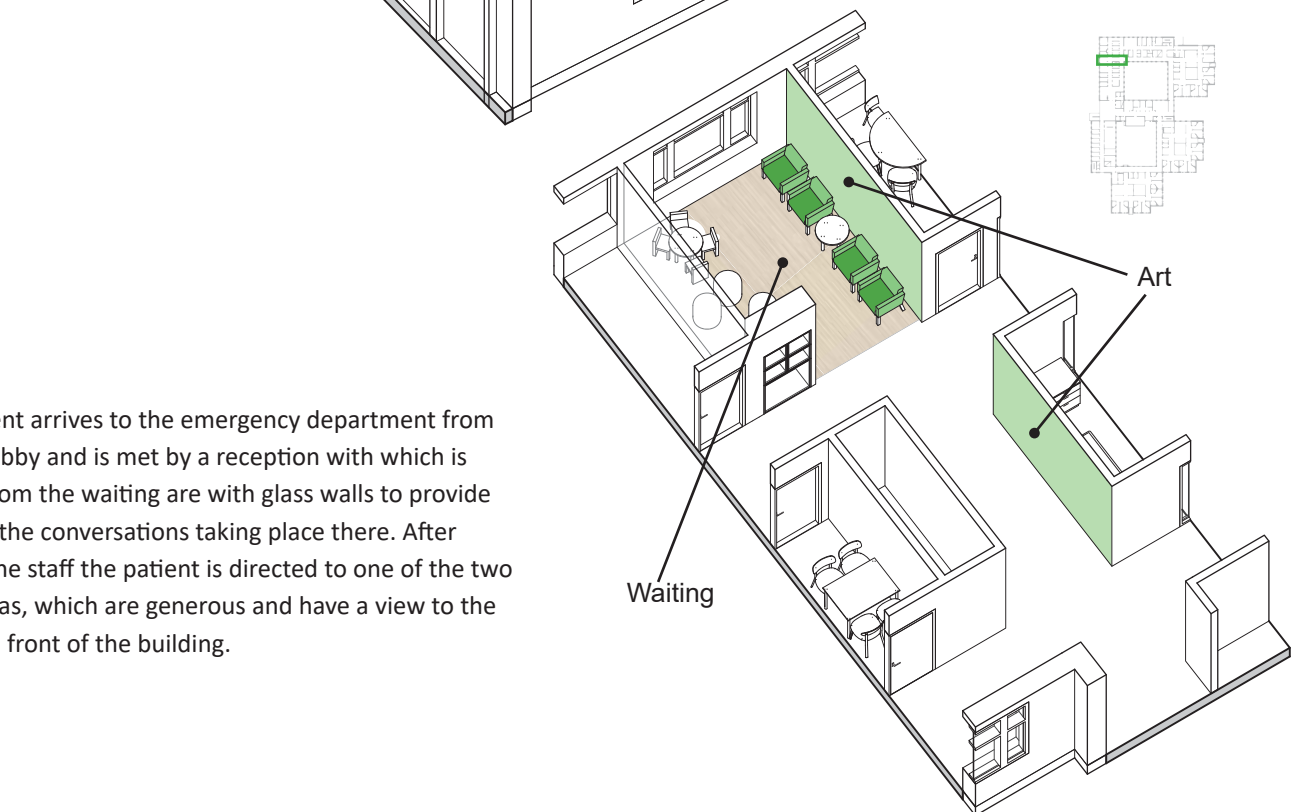 ent arrives to the emergency department from
bby and is met by a reception with which is
om the waiting are with glass walls to provide
the conversations taking place there. After
ne staff the patient is directed to one of the two
as, which are generous and have a view to the
front of the building.
Art
Waiting